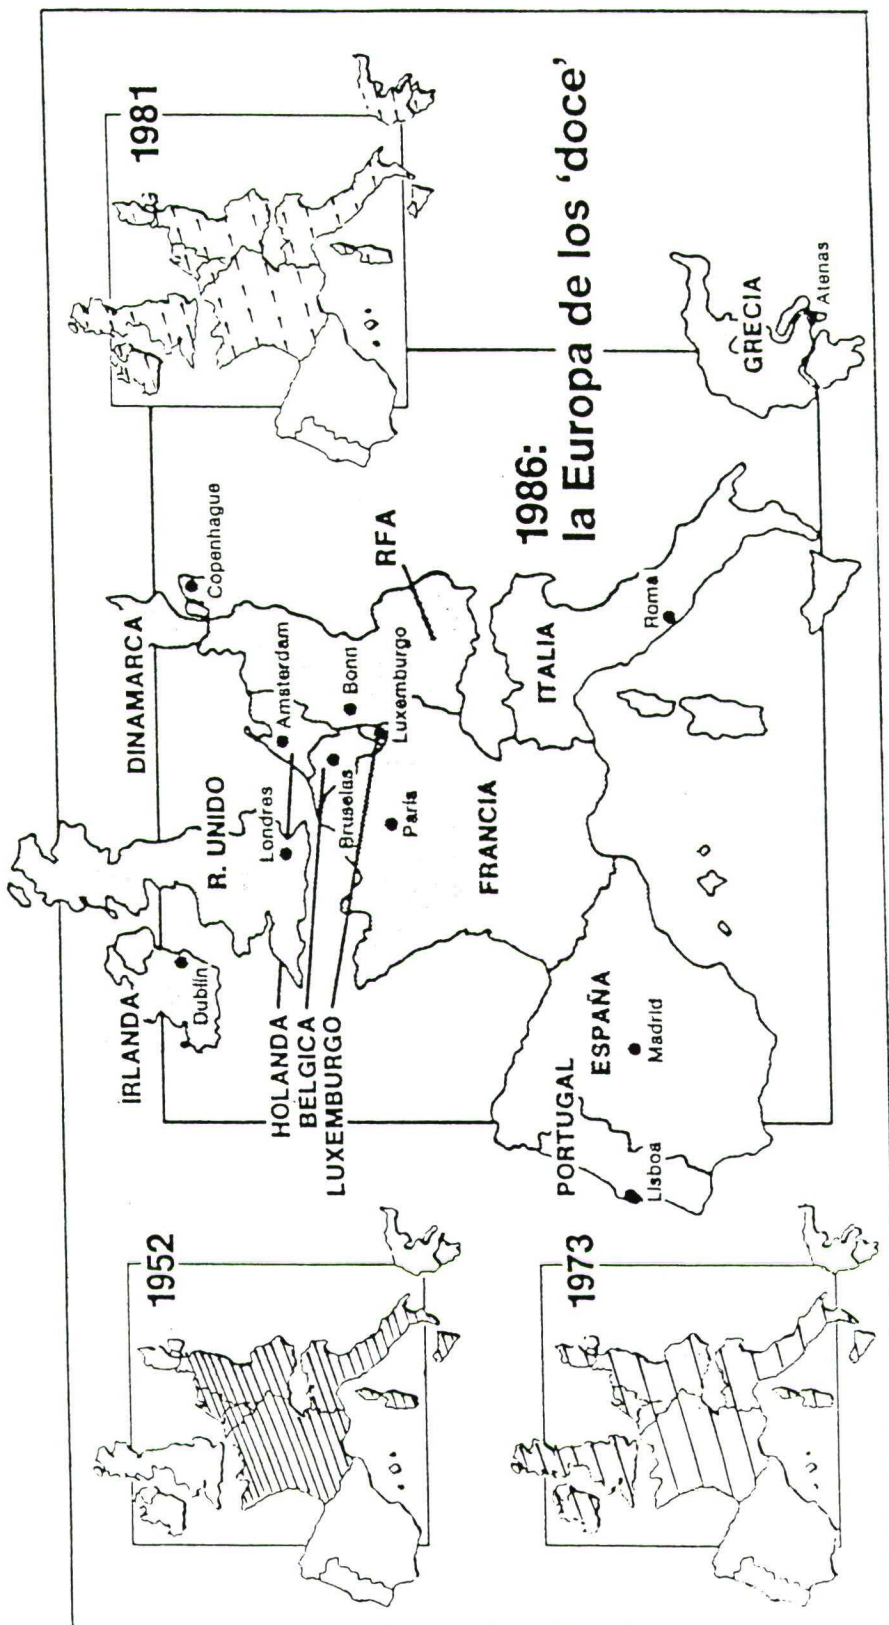 1952
1973
1981
1986:
la Europa de los 'doce'
IRLANDA
Dublín
R. UNIDO
Londres
DINAMARCA
Copenhague
HOLANDA
BELGICA
LUXEMBURGO
Amsterdam
Bruselas
Bonn
Luxemburgo
RFA
París
FRANCIA
ITALIA
Roma
PORTUGAL
Lisboa
ESPAÑA
Madrid
GRECIA
Atenas